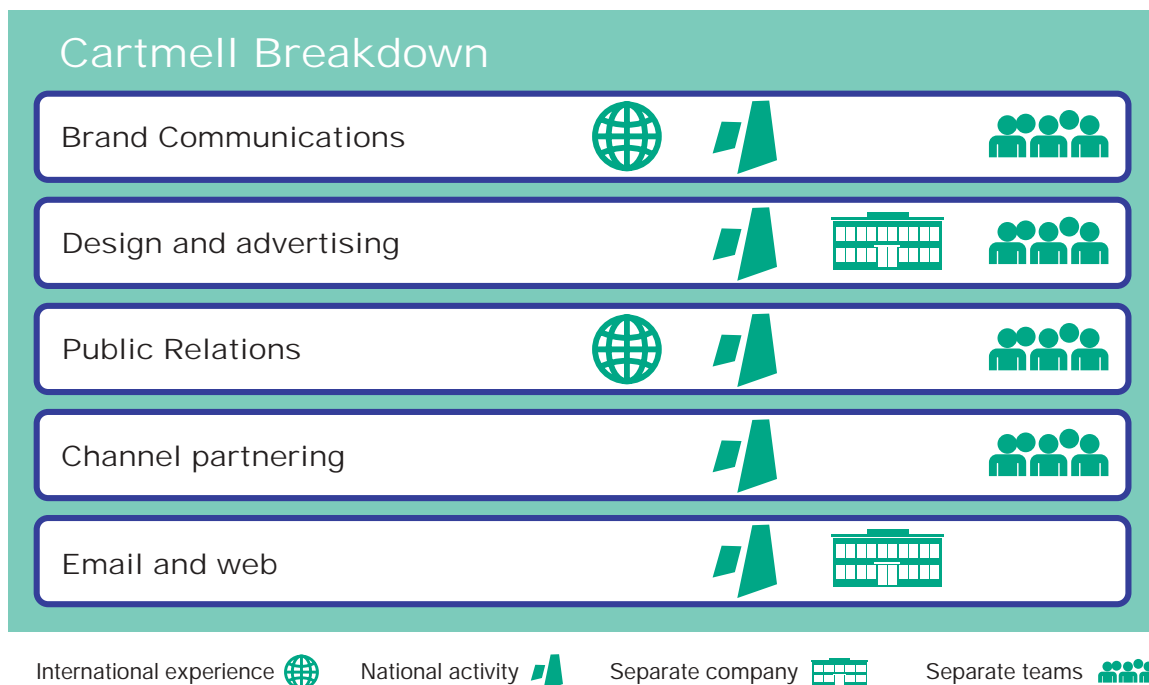 Cartmell Breakdown
Brand Communications
Design and advertising
Public Relations
Channel partnering
Email and web
International experience National activity Separate company Separate teams